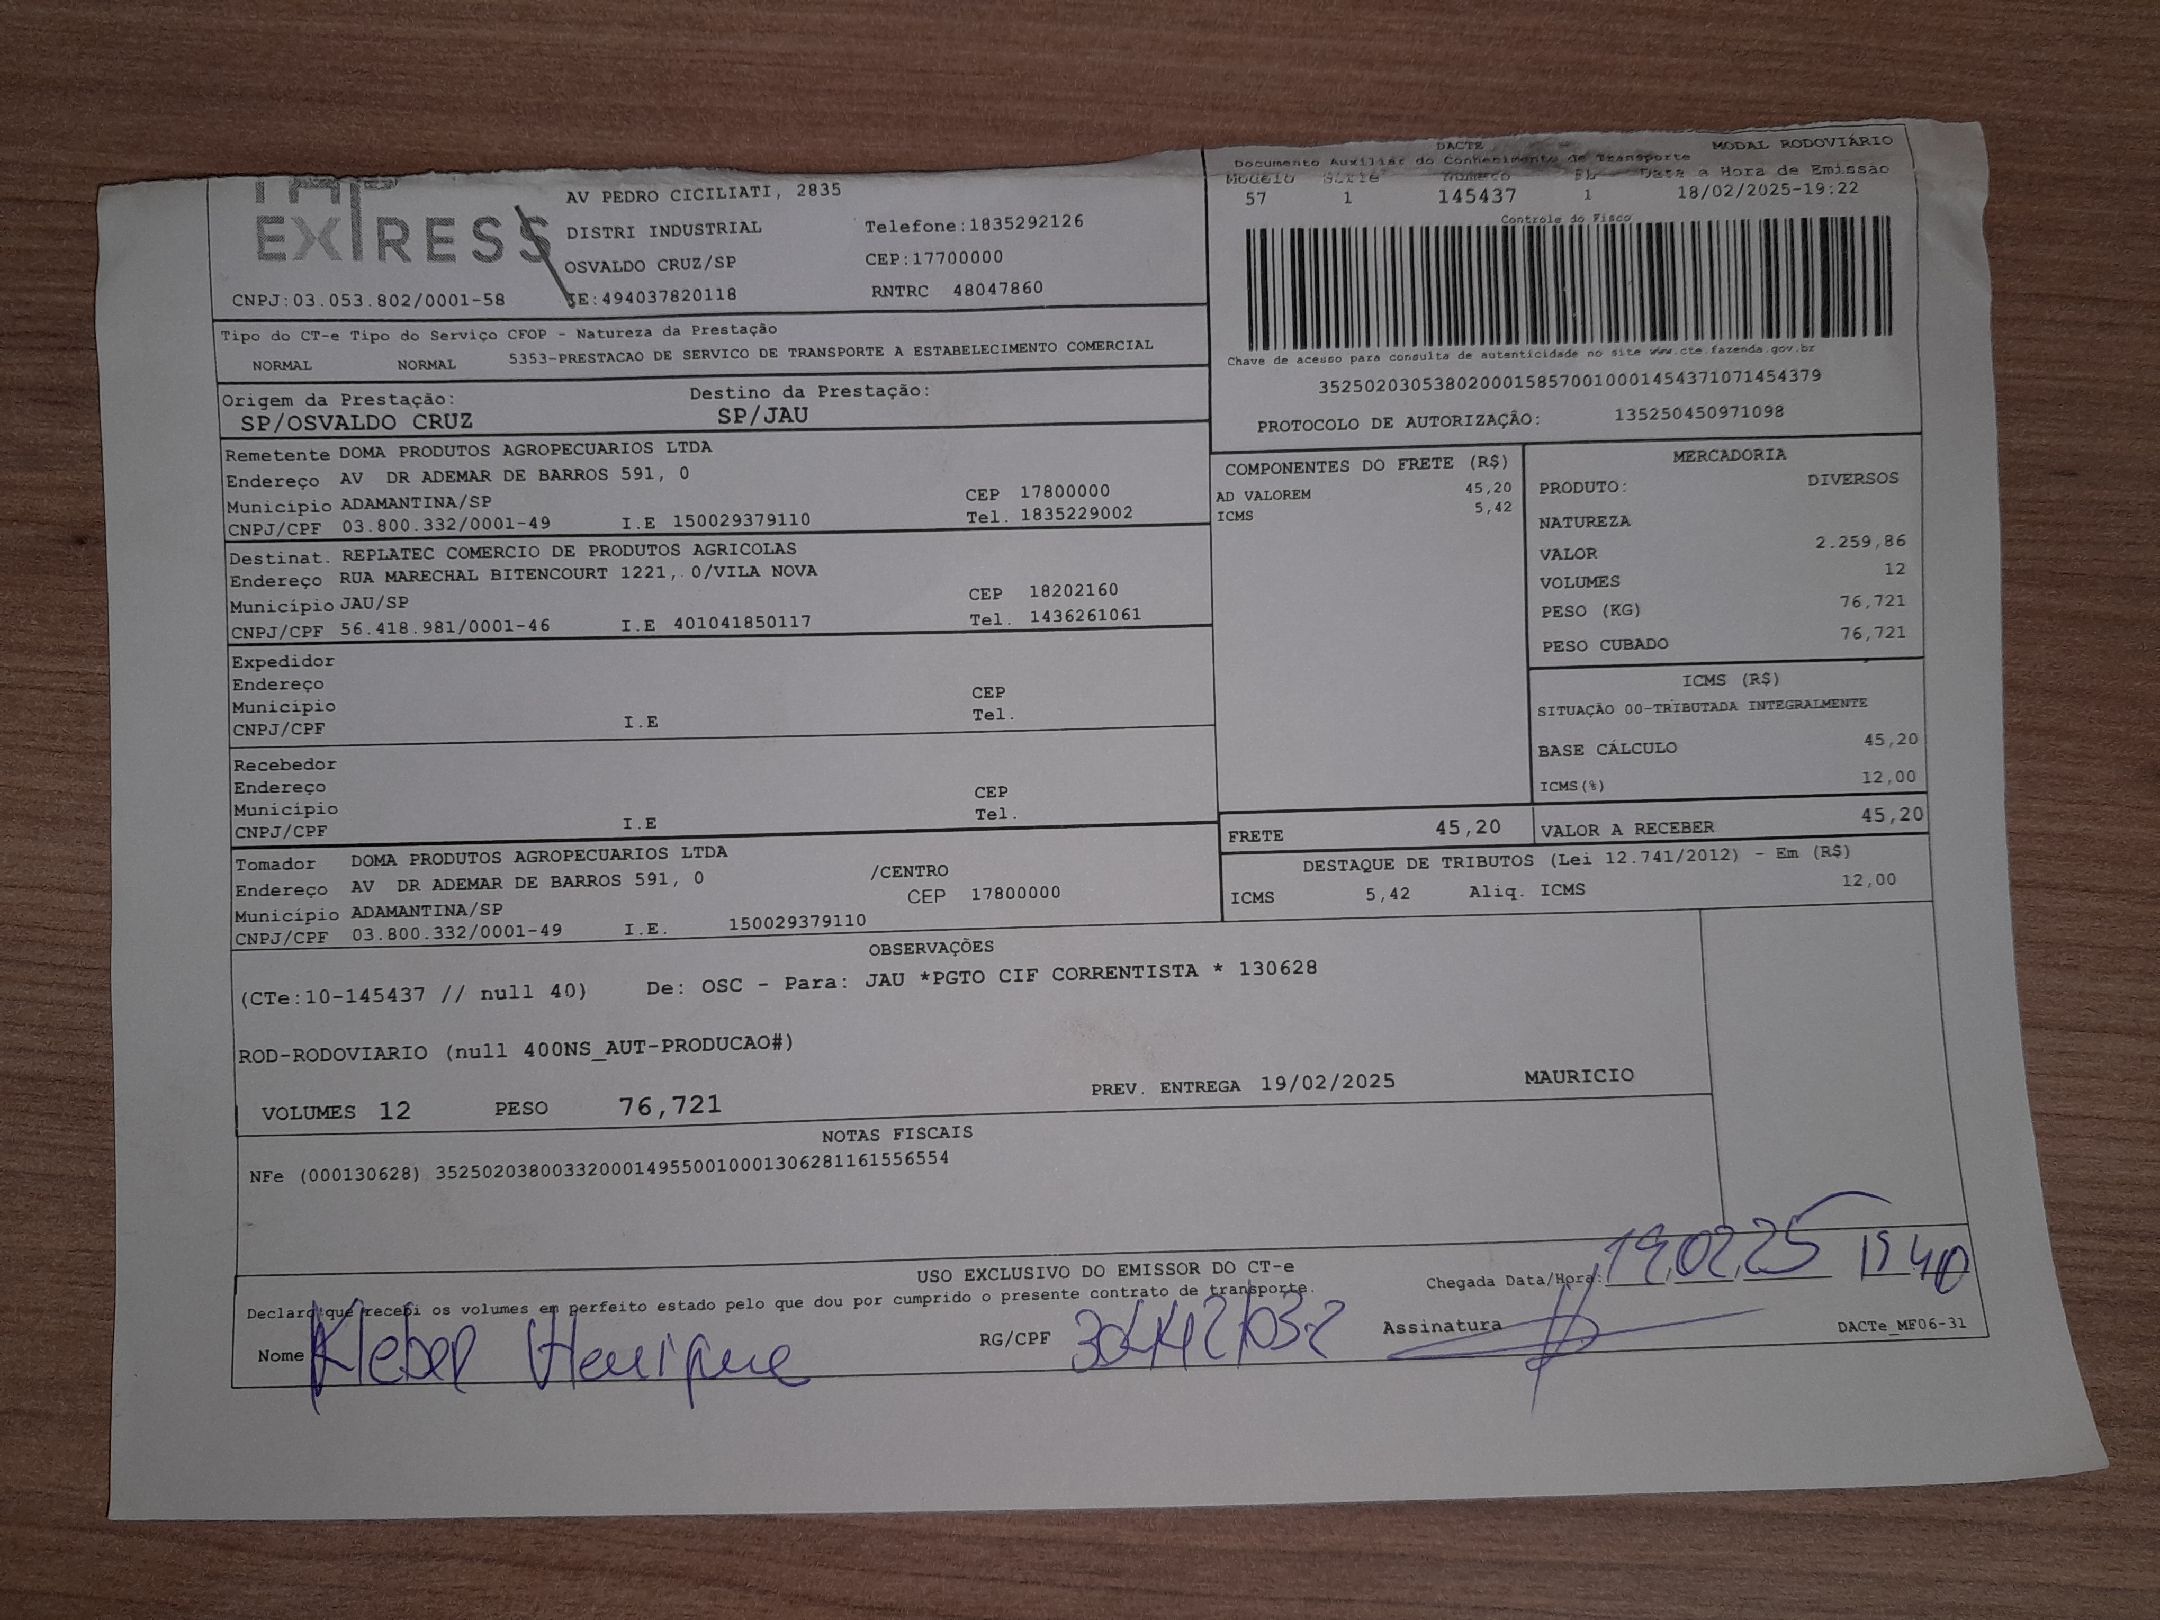 EXPRESS
AV PEDRO CICILIATI, 2835
DISTRI INDUSTRIAL Telefone:1835292126
OSVALDO CRUZ/SP CEP:17700000
CNPJ:03.053.802/0001-58 IE:494037820118 RNTRC 48047860
DACTE MODAL RODOVIÁRIO
Documento Auxiliar do Conhecimento de Transporte
Modelo Série Número FL Data e Hora de Emissão
57 1 145437 1 18/02/2025-19:22
Controle do Fisco
Chave de acesso para consulta de autenticidade no site www.cte.fazenda.gov.br
35250203053802000158570010001454371071454379
PROTOCOLO DE AUTORIZAÇÃO: 135250450971098
Tipo do CT-e Tipo do Serviço CFOP - Natureza da Prestação
NORMAL NORMAL 5353-PRESTACAO DE SERVICO DE TRANSPORTE A ESTABELECIMENTO COMERCIAL
Origem da Prestação: Destino da Prestação:
SP/OSVALDO CRUZ SP/JAU
Remetente DOMA PRODUTOS AGROPECUARIOS LTDA
Endereço AV DR ADEMAR DE BARROS 591, 0
Município ADAMANTINA/SP CEP 17800000
CNPJ/CPF 03.800.332/0001-49 I.E 150029379110 Tel. 1835229002
Destinat. REPLATEC COMERCIO DE PRODUTOS AGRICOLAS
Endereço RUA MARECHAL BITENCOURT 1221,.0/VILA NOVA
Município JAU/SP CEP 18202160
CNPJ/CPF 56.418.981/0001-46 I.E 401041850117 Tel. 1436261061
Expedidor
Endereço
Município CEP
CNPJ/CPF I.E Tel.
Recebedor
Endereço
Município CEP
CNPJ/CPF I.E Tel.
Tomador DOMA PRODUTOS AGROPECUARIOS LTDA
Endereço AV DR ADEMAR DE BARROS 591, 0 /CENTRO
Município ADAMANTINA/SP CEP 17800000
CNPJ/CPF 03.800.332/0001-49 I.E. 150029379110
COMPONENTES DO FRETE (R$)
AD VALOREM 45,20
ICMS 5,42
MERCADORIA
PRODUTO: DIVERSOS
NATUREZA
VALOR 2.259,86
VOLUMES 12
PESO (KG) 76,721
PESO CUBADO 76,721
ICMS (R$)
SITUAÇÃO 00-TRIBUTADA INTEGRALMENTE
BASE CÁLCULO 45,20
ICMS(%) 12,00
FRETE 45,20 VALOR A RECEBER 45,20
DESTAQUE DE TRIBUTOS (Lei 12.741/2012) - Em (R$)
ICMS 5,42 Aliq. ICMS 12,00
OBSERVAÇÕES
(CTe:10-145437 // null 40) De: OSC - Para: JAU *PGTO CIF CORRENTISTA * 130628
ROD-RODOVIARIO (null 400NS_AUT-PRODUCAO#)
VOLUMES 12 PESO 76,721 PREV. ENTREGA 19/02/2025 MAURICIO
NOTAS FISCAIS
NFe (000130628) 35250203800332000149550010001306281161556554
USO EXCLUSIVO DO EMISSOR DO CT-e
Chegada Data/Hora: 19,02,25
Declaro que recebi os volumes em perfeito estado pelo que dou por cumprido o presente contrato de transporte.
Nome Kleber Henrique RG/CPF Assinatura DACTe_MF06-31